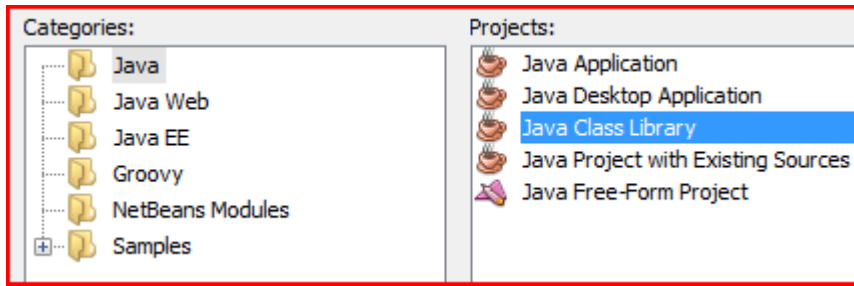 Categories:
Java
Java Web
Java EE
Groovy
NetBeans Modules
Samples
Projects:
Java Application
Java Desktop Application
Java Class Library
Java Project with Existing Sources
Java Free-Form Project